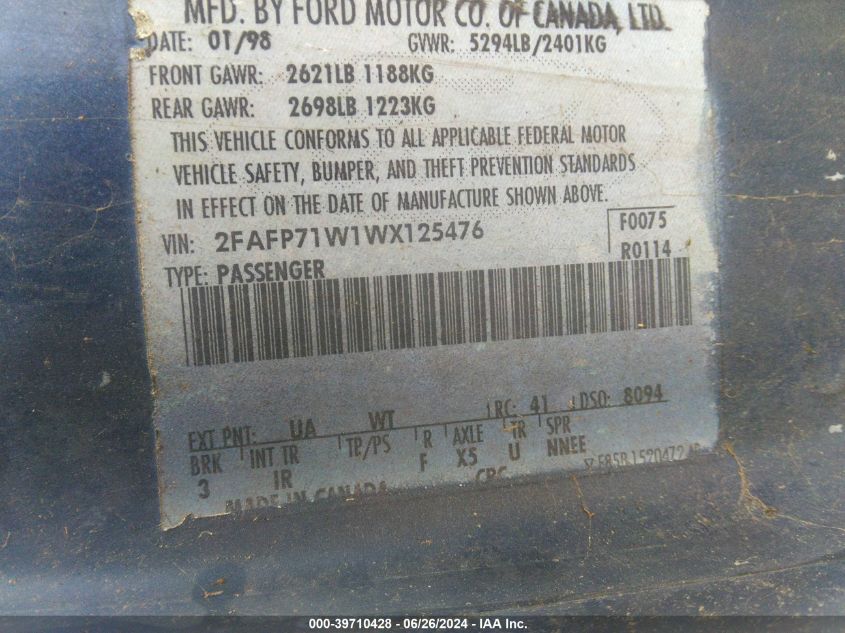 MFD. BY FORD MOTOR CO. OF CANADA, LTD.
DATE: 01/98 GVWR: 5294LB/2401KG
FRONT GAWR: 2621LB 1188KG
REAR GAWR: 2698LB 1223KG
THIS VEHICLE CONFORMS TO ALL APPLICABLE FEDERAL MOTOR
VEHICLE SAFETY, BUMPER, AND THEFT PREVENTION STANDARDS
IN EFFECT ON THE DATE OF MANUFACTURE SHOWN ABOVE.
VIN: 2FAFP71W1WX125476 F0075
TYPE: PASSENGER R0114
EXT PNT: UA WT RC: 41 DSO: 8094
BRK INT TR TP/PS R AXLE TR SPR
3 IR F X5 U NNEE
MADE IN CANADA
000-39710428 - 06/26/2024 - IAA Inc.